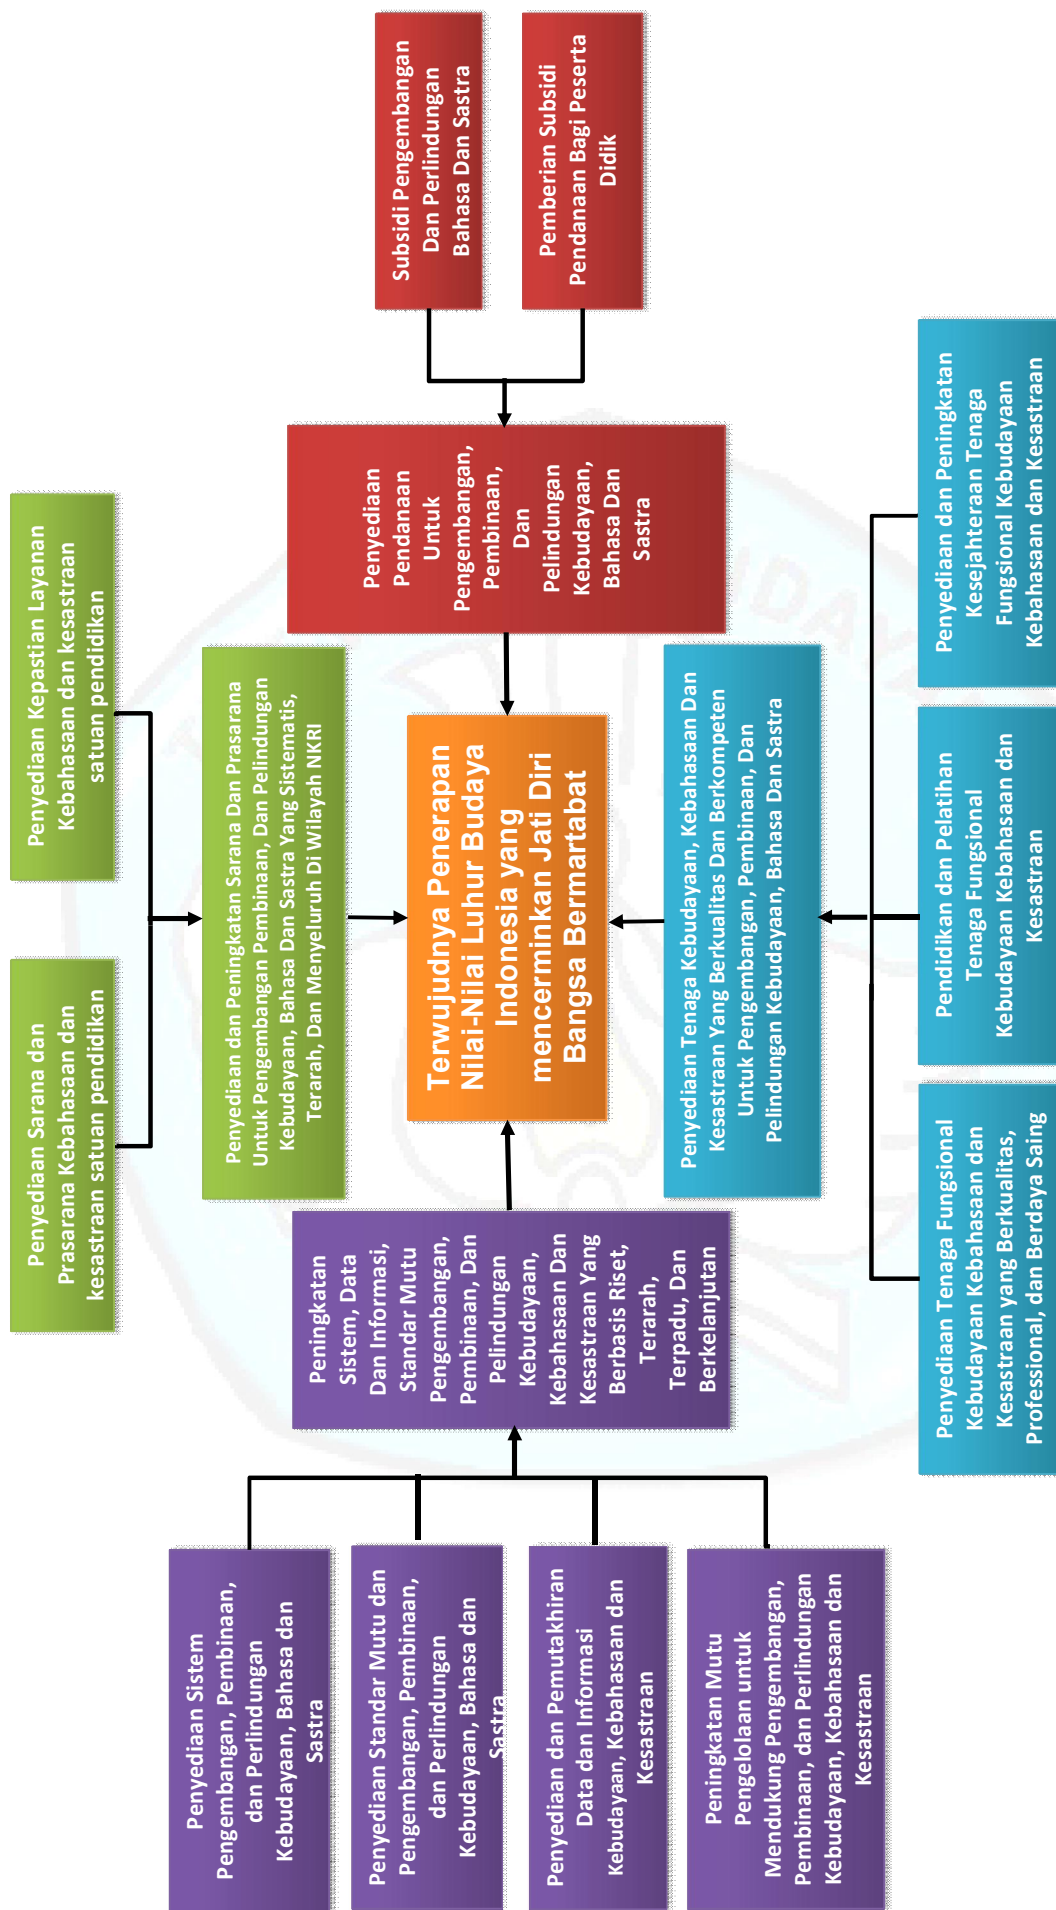 Penyediaan Sarana dan
Prasarana Kebahasaan dan
kesastraan satuan pendidikan
Penyediaan Kepastian Layanan
Kebahasaan dan kesastraan
satuan pendidikan
Penyediaan dan Peningkatan Sarana Dan Prasarana
Untuk Pengembangan Pembinaan, Dan Pelindungan
Kebudayaan, Bahasa Dan Sastra Yang Sistematis,
Terarah, Dan Menyeluruh Di Wilayah NKRI
Penyediaan Sistem
Pengembangan, Pembinaan,
dan Perlindungan
Kebudayaan, Bahasa dan
Sastra
Penyediaan Standar Mutu dan
Pengembangan, Pembinaan,
dan Perlindungan
Kebudayaan, Bahasa dan
Sastra
Penyediaan dan Pemutakhiran
Data dan Informasi
Kebudayaan, Kebahasaan dan
Kesastraan
Peningkatan Mutu
Pengelolaan untuk
Mendukung Pengembangan,
Pembinaan, dan Perlindungan
Kebudayaan, Kebahasaan dan
Kesastraan
Peningkatan
Sistem, Data
Dan Informasi,
Standar Mutu
Pengembangan,
Pembinaan, Dan
Pelindungan
Kebudayaan,
Kebahasaan Dan
Kesastraan Yang
Berbasis Riset,
Terarah,
Terpadu, Dan
Berkelanjutan
Terwujudnya Penerapan
Nilai-Nilai Luhur Budaya
Indonesia yang
mencerminkan Jati Diri
Bangsa Bermartabat
Penyediaan
Pendanaan
Untuk
Pengembangan,
Pembinaan,
Dan
Pelindungan
Kebudayaan,
Bahasa Dan
Sastra
Subsidi Pengembangan
Dan Perlindungan
Bahasa Dan Sastra
Pemberian Subsidi
Pendanaan Bagi Peserta
Didik
Penyediaan Tenaga Kebudayaan, Kebahasaan Dan
Kesastraan Yang Berkualitas Dan Berkompeten
Untuk Pengembangan, Pembinaan, Dan
Pelindungan Kebudayaan, Bahasa Dan Sastra
Penyediaan Tenaga Fungsional
Kebudayaan Kebahasaan dan
Kesastraan yang Berkualitas,
Professional, dan Berdaya Saing
Pendidikan dan Pelatihan
Tenaga Fungsional
Kebudayaan Kebahasaan dan
Kesastraan
Penyediaan dan Peningkatan
Kesejahteraan Tenaga
Fungsional Kebudayaan
Kebahasaan dan Kesastraan